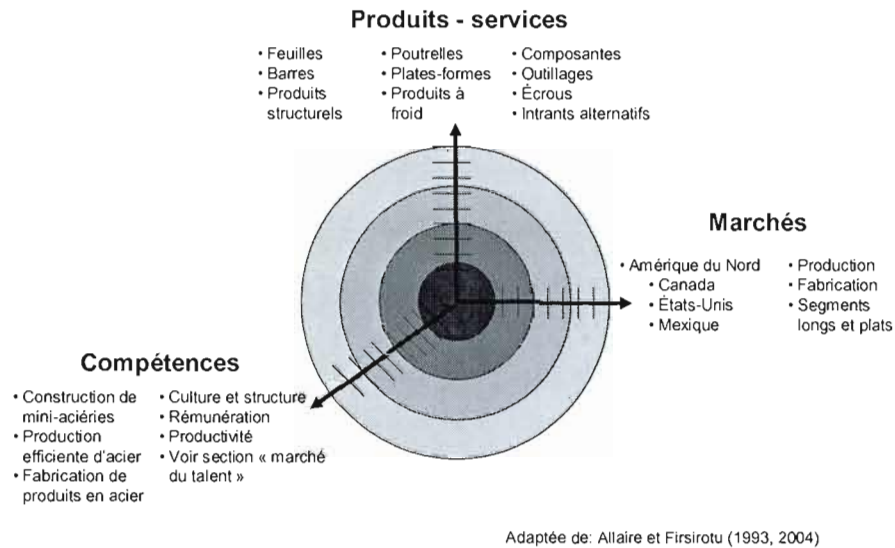 Produits - services
• Feuilles
• Barres
• Produits
structurels
• Poutrelles
• Plates-formes
• Produits à
froid
• Composantes
• Outillages
• Écrous
• Intrants alternatifs
Marchés
• Amérique du Nord
• Canada
• États-Unis
• Mexique
• Production
• Fabrication
• Segments
longs et plats
Compétences
• Construction de
mini-aciéries
• Production
efficiente d'acier
• Fabrication de
produits en acier
• Culture et structure
• Rémunération
• Productivité
• Voir section « marché
du talent »
Adaptée de: Allaire et Firsirotu (1993, 2004)